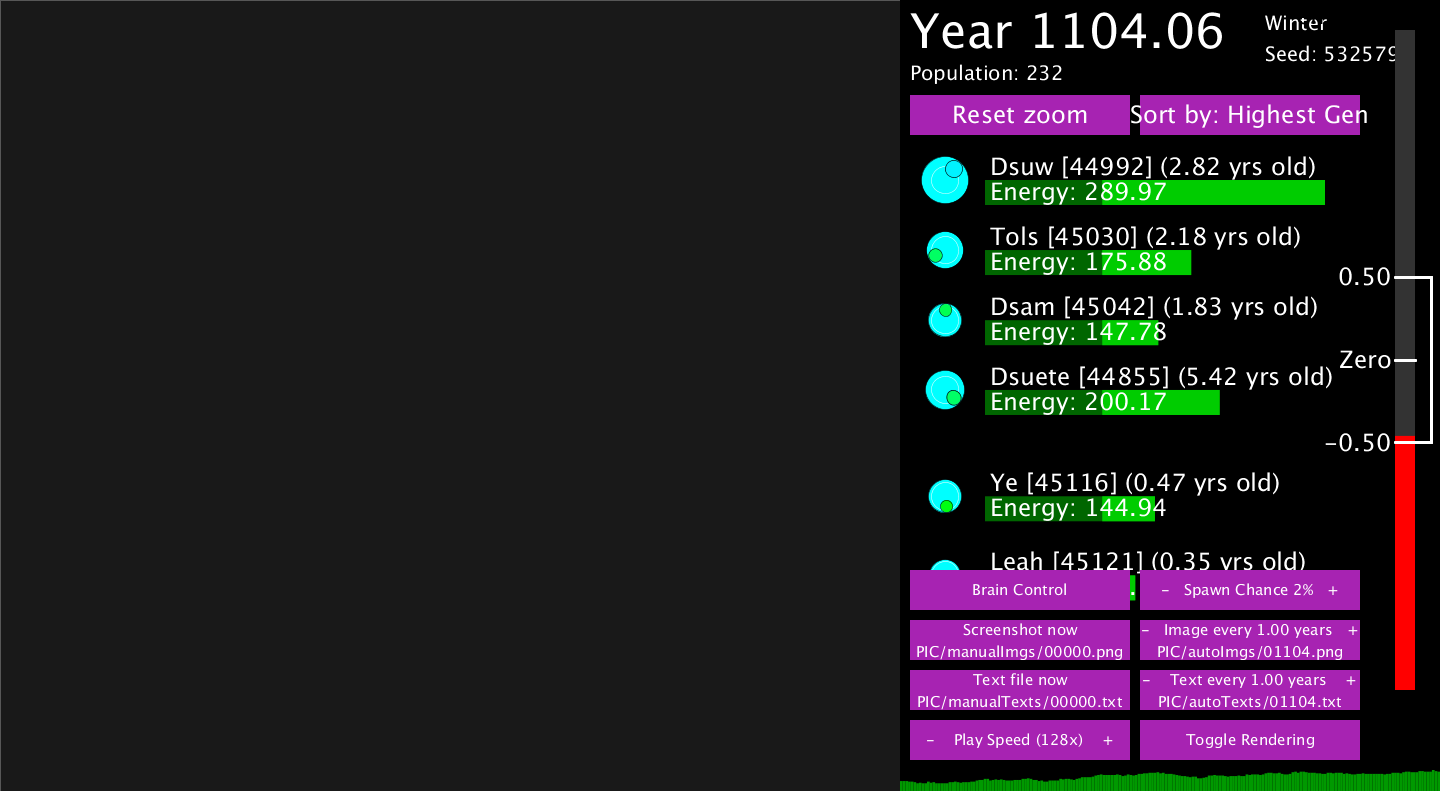 Year 1104.06
Winter
Seed: 532579
Population: 232
Reset zoom
Sort by: Highest Gen
Dsuw [44992] (2.82 yrs old)
Energy: 289.97
Tols [45030] (2.18 yrs old)
Energy: 175.88
Dsam [45042] (1.83 yrs old)
Energy: 147.78
Dsuete [44855] (5.42 yrs old)
Energy: 200.17
Ye [45116] (0.47 yrs old)
Energy: 144.94
Leah [45121] (0.35 yrs old)
0.50
Zero
-0.50
Brain Control
- Spawn Chance 2% +
Screenshot now
PIC/manualImgs/00000.png
- Image every 1.00 years +
PIC/autoImgs/01104.png
Text file now
PIC/manualTexts/00000.txt
- Text every 1.00 years +
PIC/autoTexts/01104.txt
- Play Speed (128x) +
Toggle Rendering